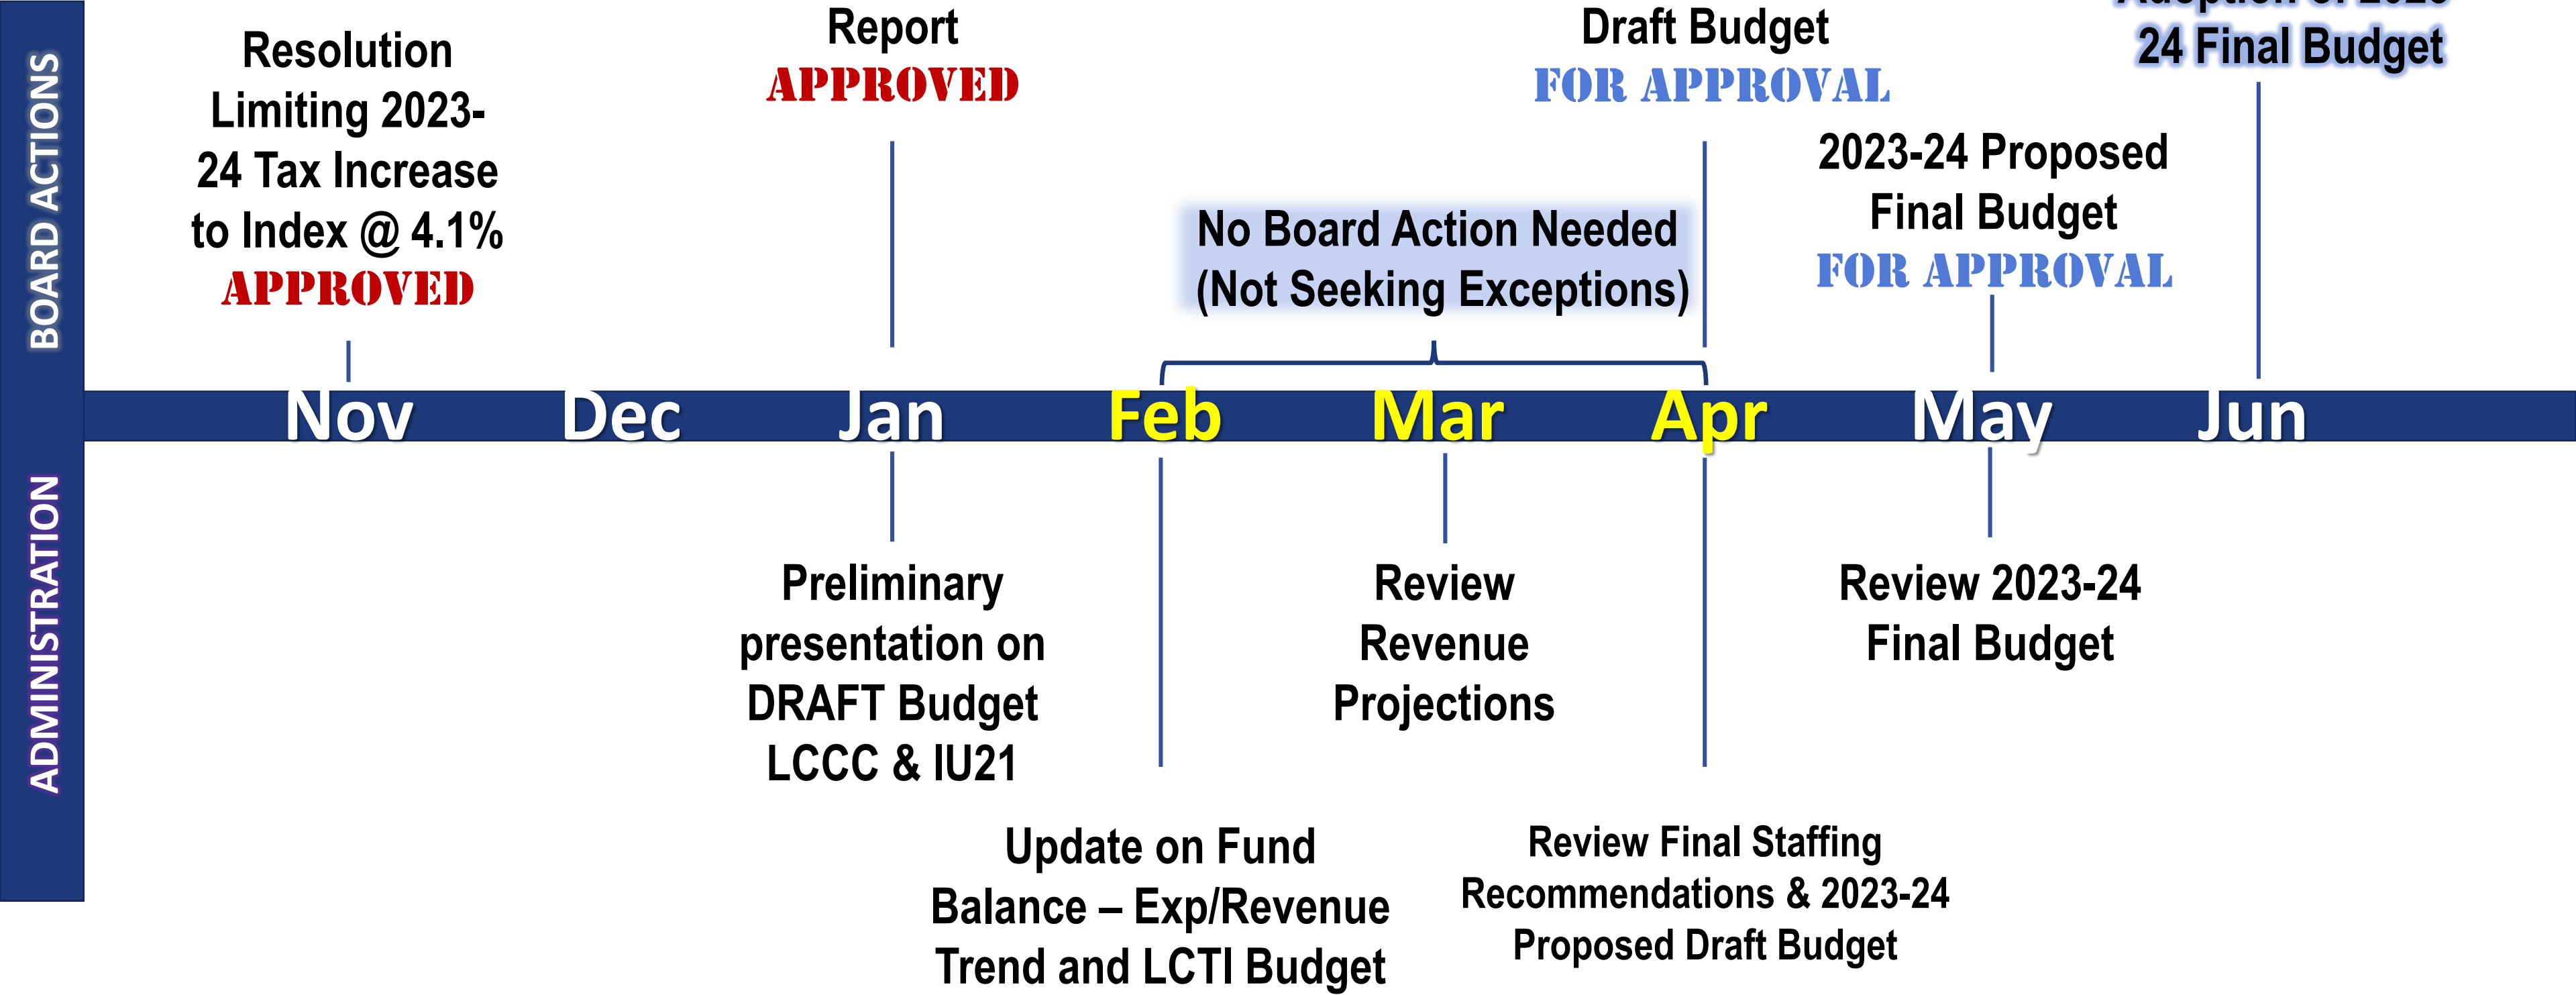 BOARD ACTIONS
Resolution
Limiting 2023-
24 Tax Increase
to Index @ 4.1%
APPROVED
Report
APPROVED
No Board Action Needed
(Not Seeking Exceptions)
Draft Budget
FOR APPROVAL
2023-24 Proposed
Final Budget
FOR APPROVAL
24 Final Budget
Nov Dec Jan Feb Mar Apr May Jun
ADMINISTRATION
Preliminary
presentation on
DRAFT Budget
LCCC & IU21
Update on Fund
Balance – Exp/Revenue
Trend and LCTI Budget
Review
Revenue
Projections
Review Final Staffing
Recommendations & 2023-24
Proposed Draft Budget
Review 2023-24
Final Budget